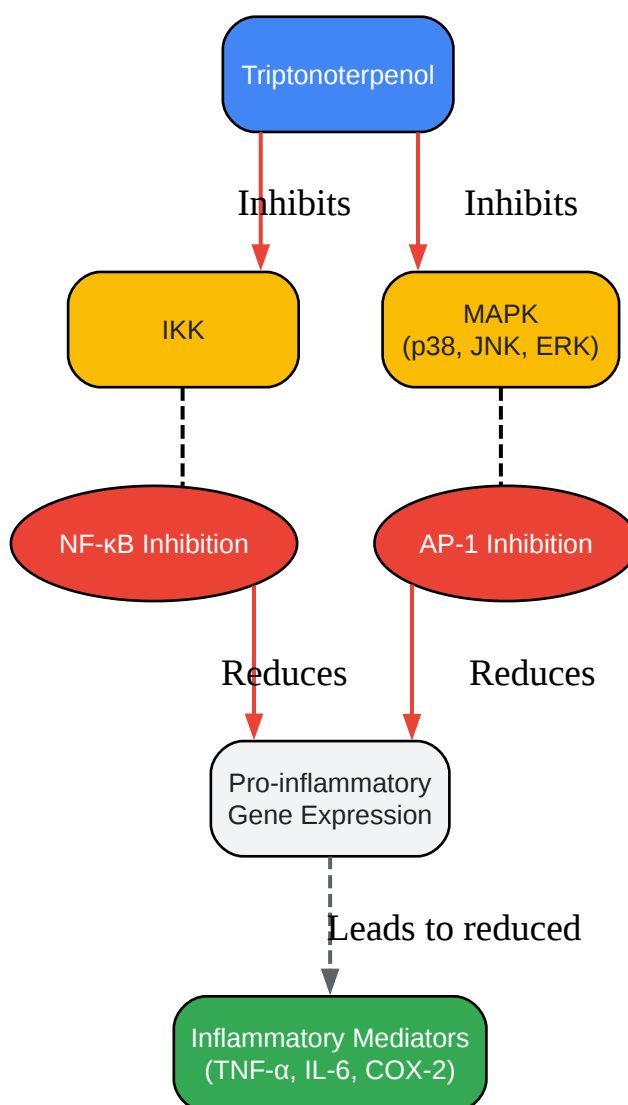 Triptonoterpenol
Inhibits Inhibits
IKK
MAPK
(p38, JNK, ERK)
NF-κB Inhibition
AP-1 Inhibition
Reduces Reduces
Pro-inflammatory
Gene Expression
Leads to reduced
Inflammatory Mediators
(TNF-α, IL-6, COX-2)